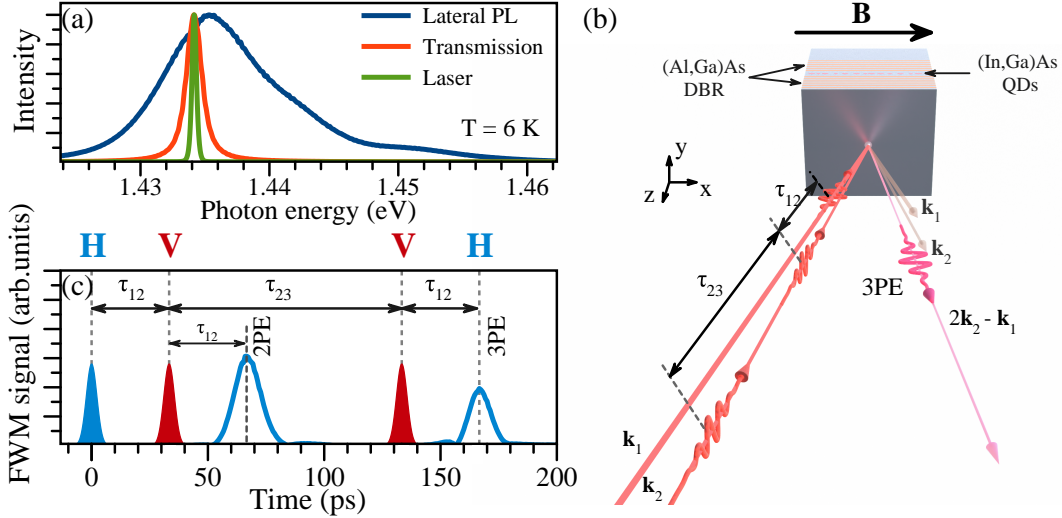 (a)
Lateral PL
Transmission
Laser
T = 6 K
Intensity
1.43
1.44
1.45
1.46
Photon energy (eV)
H
V
V
H
(c)
τ12
τ23
τ12
τ12
2PE
3PE
FWM signal (arb.units)
0
50
100
150
200
Time (ps)
(b)
B
(Al,Ga)As
DBR
(In,Ga)As
QDs
y
z
x
τ12
τ23
k1
k2
3PE
2k2 - k1
k1
k2